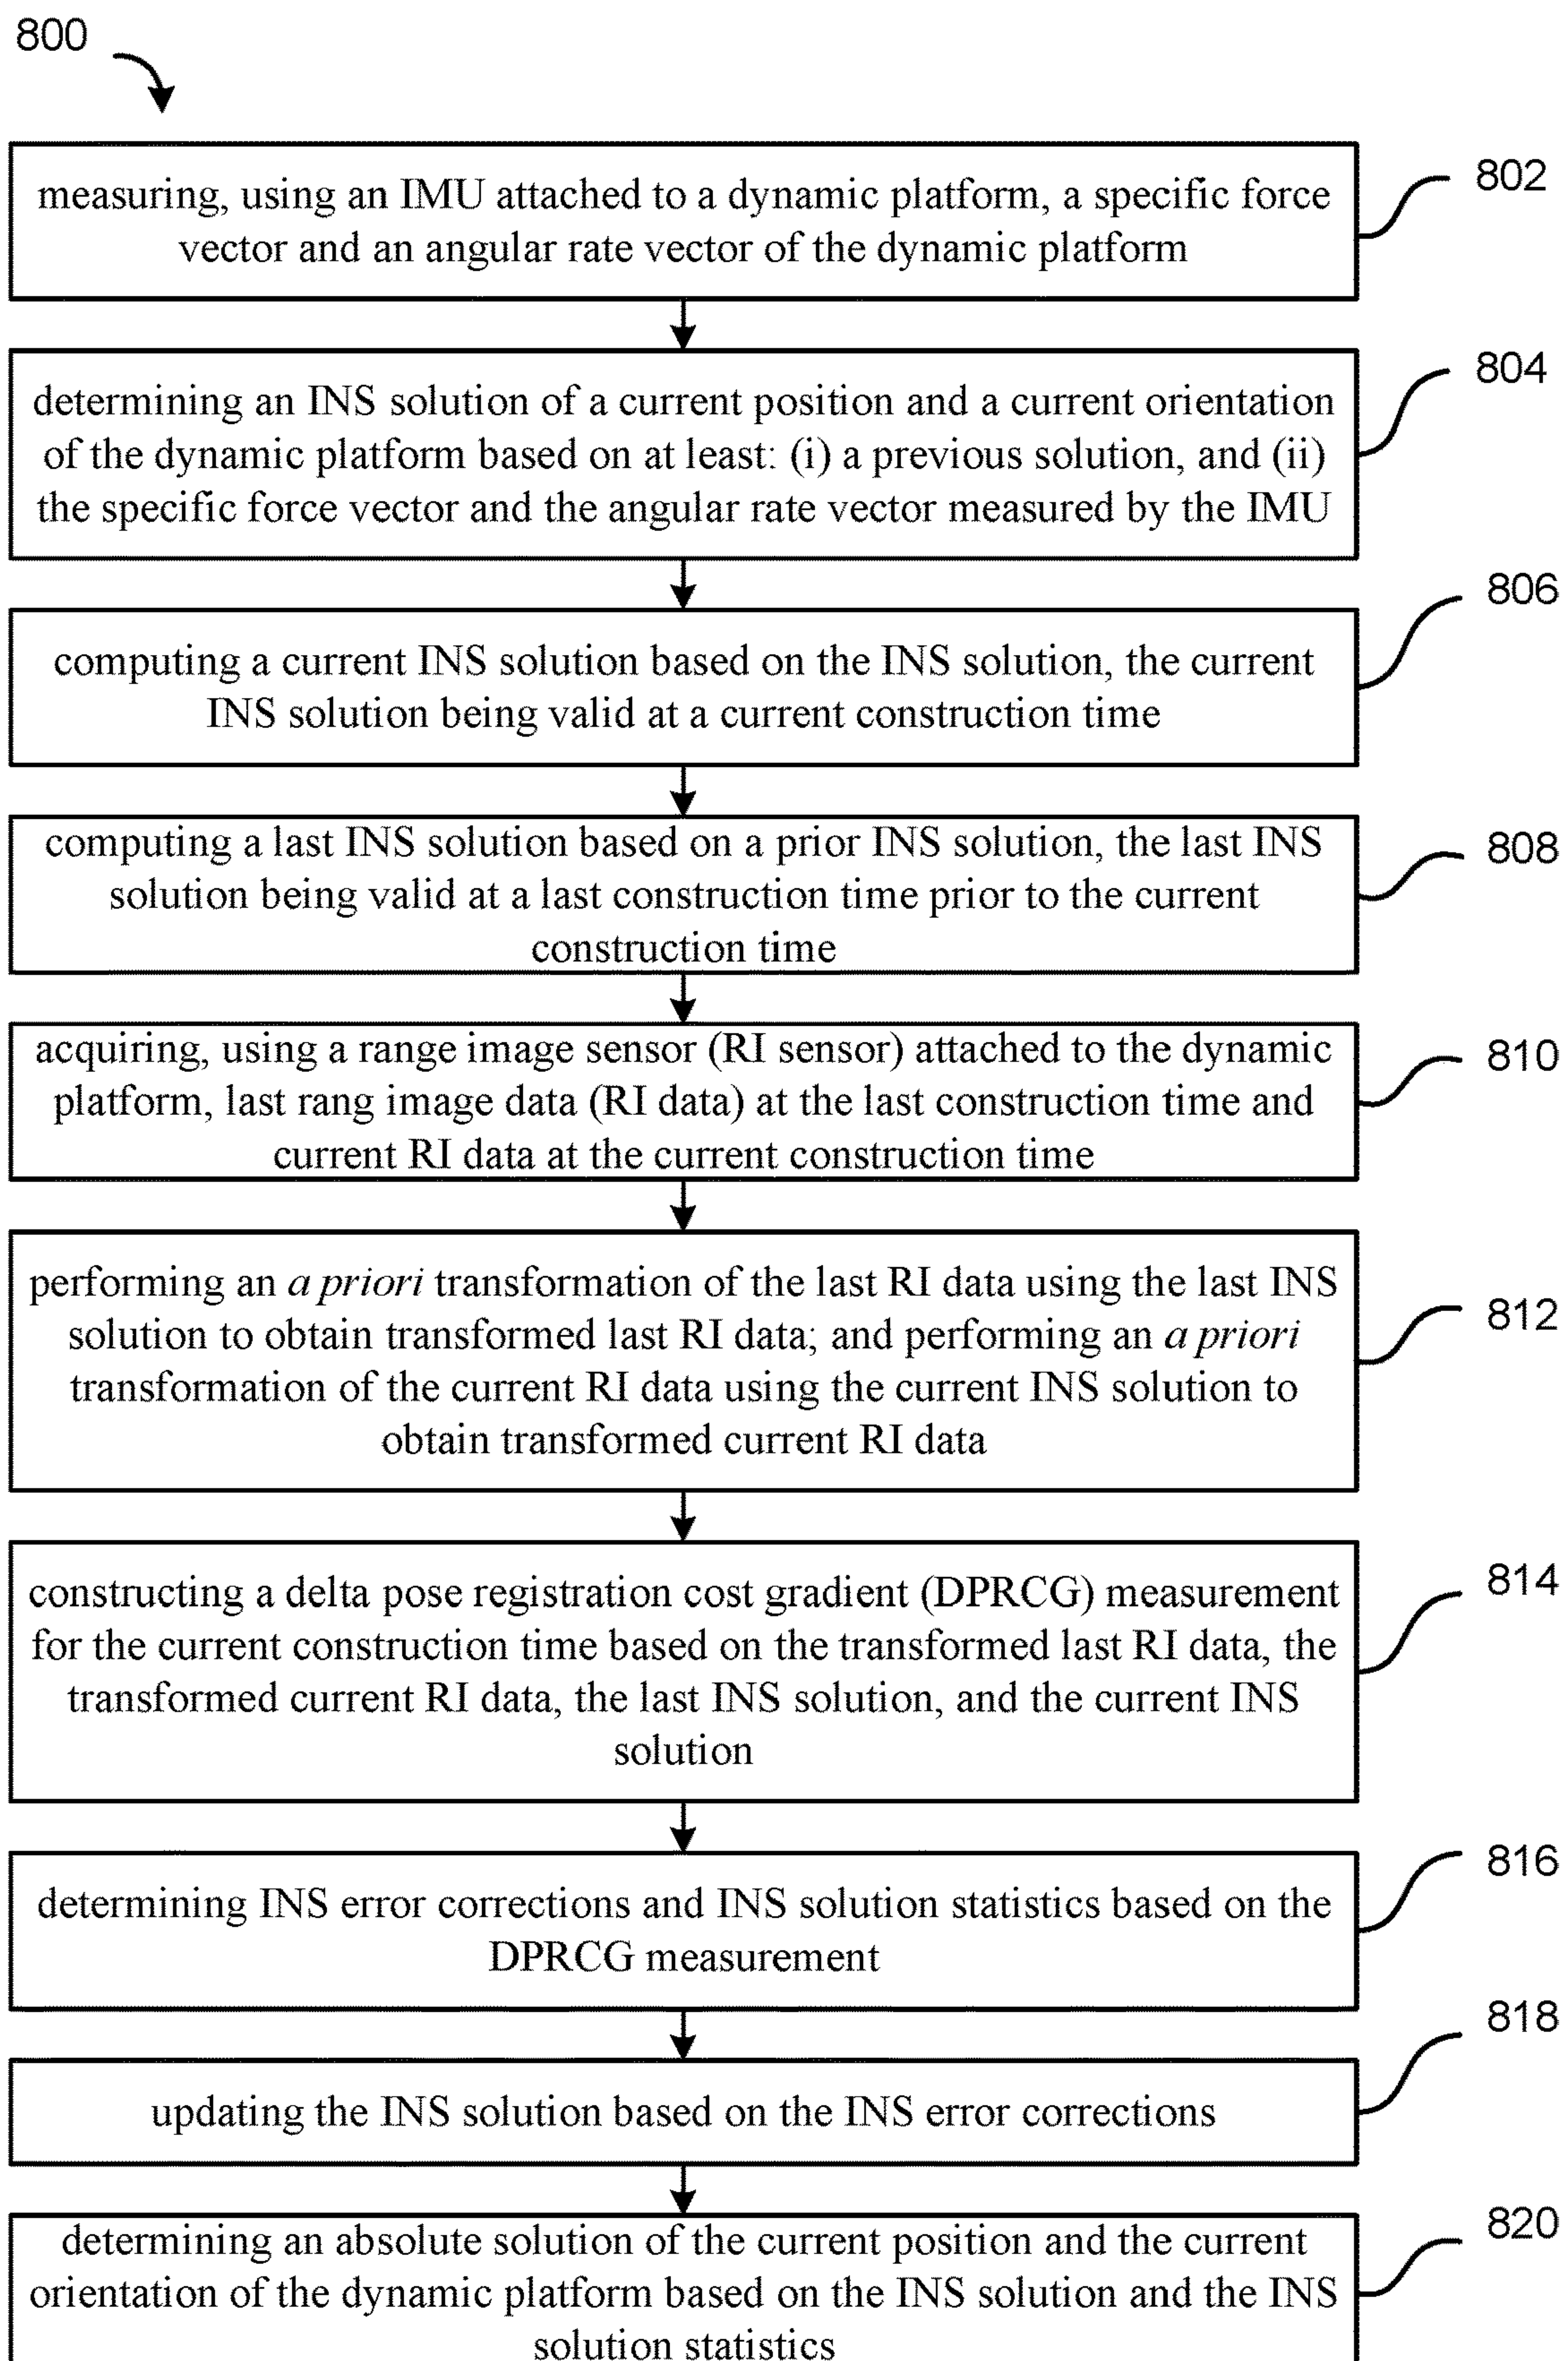 800
measuring, using an IMU attached to a dynamic platform, a specific force
vector and an angular rate vector of the dynamic platform
802
determining an INS solution of a current position and a current orientation
of the dynamic platform based on at least: (i) a previous solution, and (ii)
the specific force vector and the angular rate vector measured by the IMU
804
computing a current INS solution based on the INS solution, the current
INS solution being valid at a current construction time
806
computing a last INS solution based on a prior INS solution, the last INS
solution being valid at a last construction time prior to the current
construction time
808
acquiring, using a range image sensor (RI sensor) attached to the dynamic
platform, last rang image data (RI data) at the last construction time and
current RI data at the current construction time
810
performing an a priori transformation of the last RI data using the last INS
solution to obtain transformed last RI data; and performing an a priori
transformation of the current RI data using the current INS solution to
obtain transformed current RI data
812
constructing a delta pose registration cost gradient (DPRCG) measurement
for the current construction time based on the transformed last RI data, the
transformed current RI data, the last INS solution, and the current INS
solution
814
determining INS error corrections and INS solution statistics based on the
DPRCG measurement
816
updating the INS solution based on the INS error corrections
818
determining an absolute solution of the current position and the current
orientation of the dynamic platform based on the INS solution and the INS
solution statistics
820